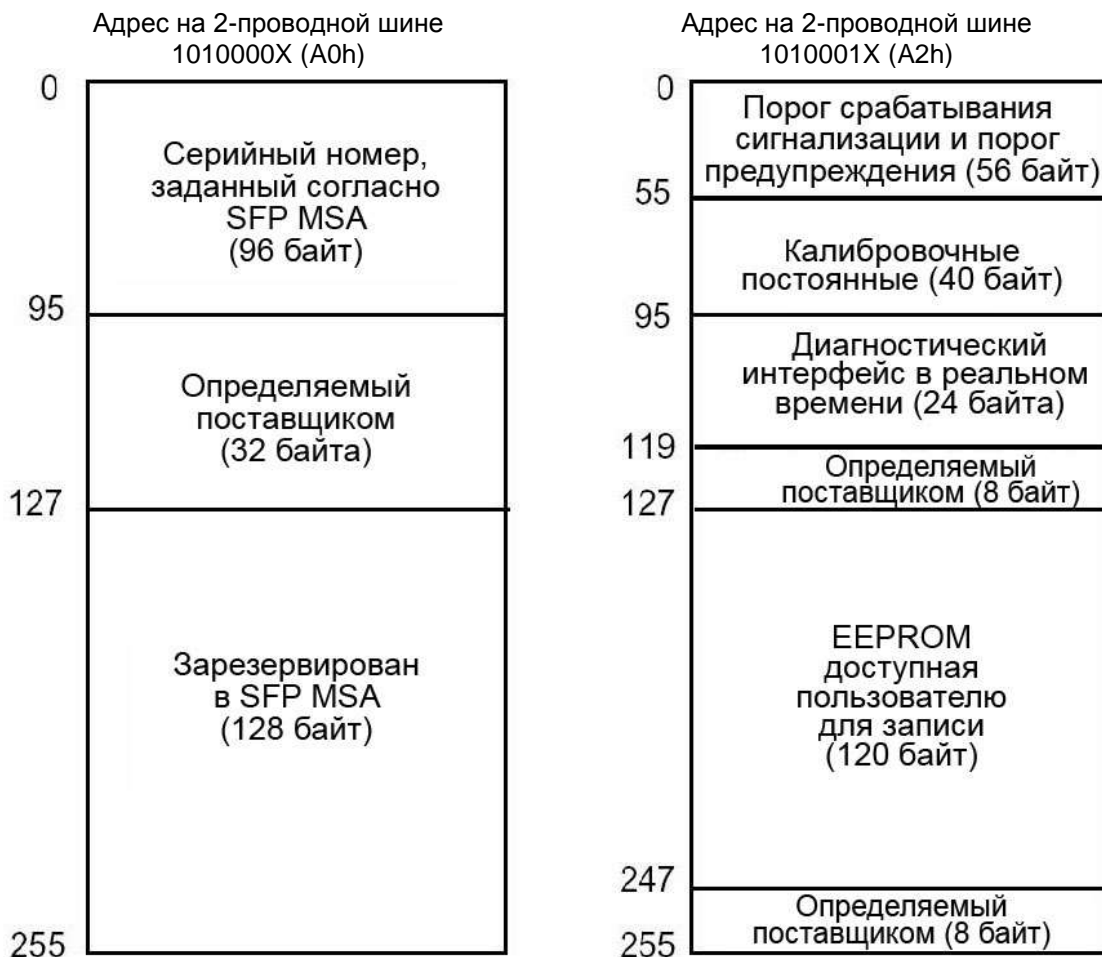 Адрес на 2-проводной шине
1010000X (A0h)
0
Серийный номер,
заданный согласно
SFP MSA
(96 байт)
95
Определяемый
поставщиком
(32 байта)
127
Зарезервирован
в SFP MSA
(128 байт)
255
Адрес на 2-проводной шине
1010001X (A2h)
0
Порог срабатывания
сигнализации и порог
предупреждения (56 байт)
55
Калибровочные
постоянные (40 байт)
95
Диагностический
интерфейс в реальном
времени (24 байта)
119
Определяемый
поставщиком (8 байт)
127
EEPROM
доступная
пользователю
для записи
(120 байт)
247
Определяемый
поставщиком (8 байт)
255